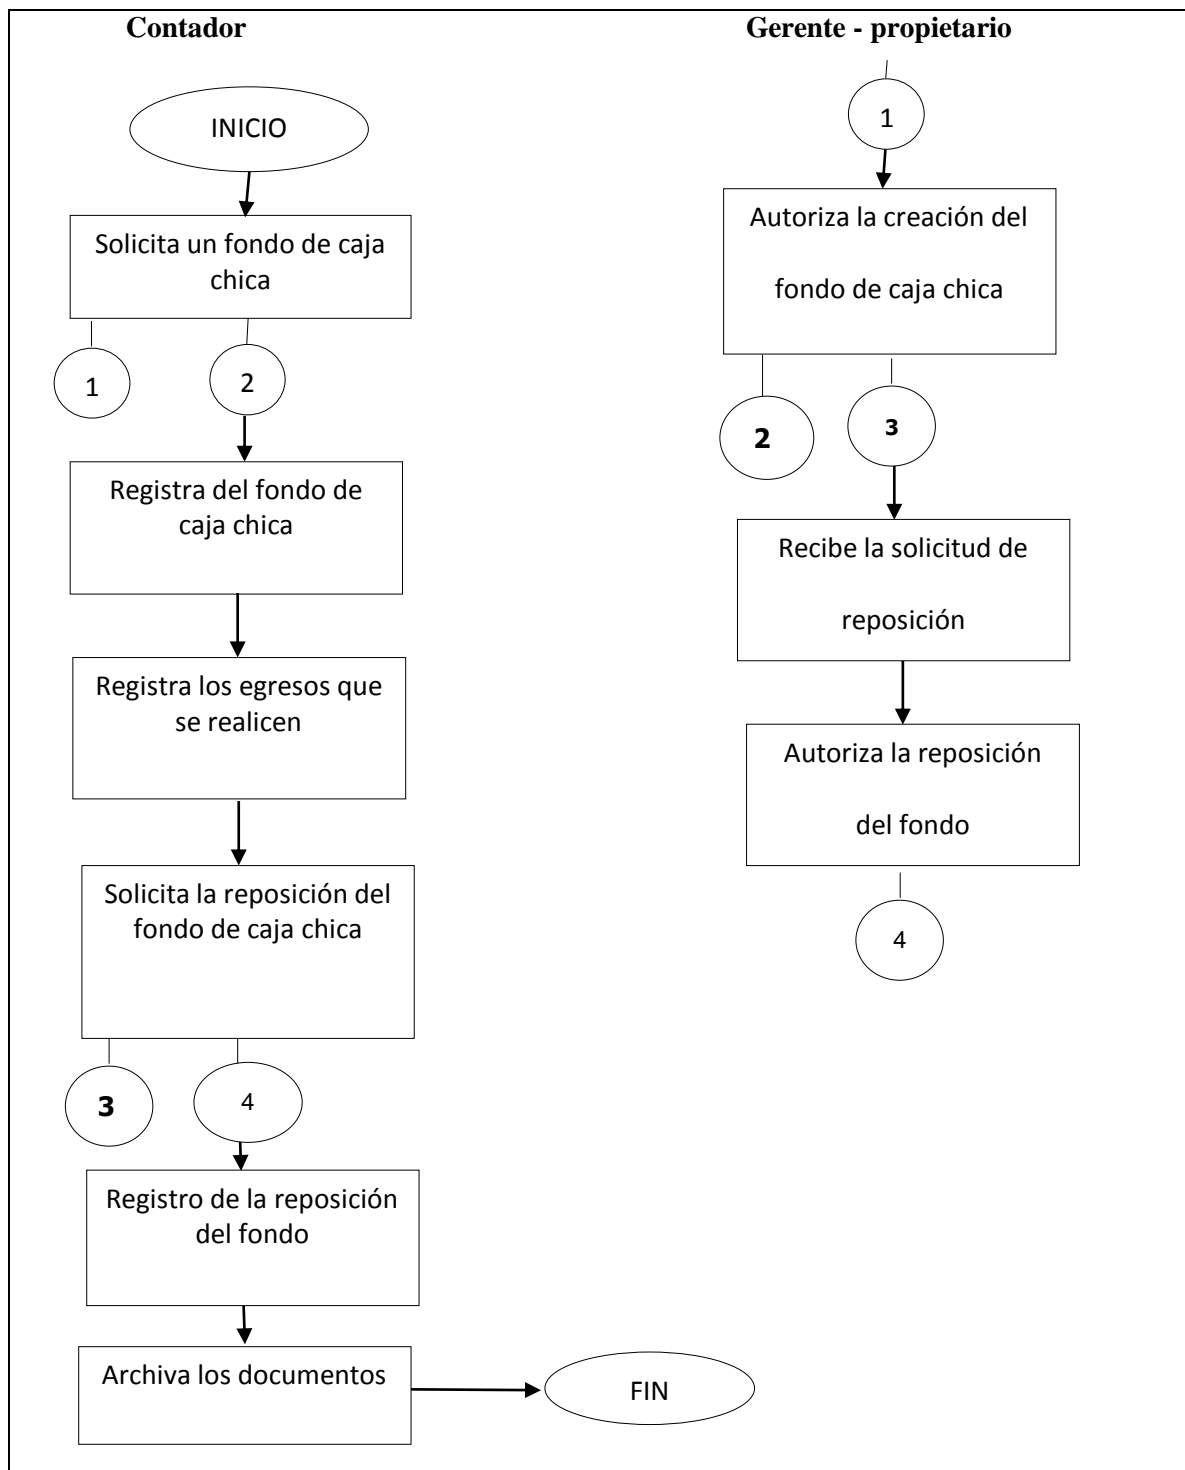 Contador
Gerente - propietario
INICIO
Solicita un fondo de caja
chica
1
2
Registra del fondo de
caja chica
Registra los egresos que
se realicen
Solicita la reposición del
fondo de caja chica
3
4
Registro de la reposición
del fondo
Archiva los documentos
FIN
1
Autoriza la creación del
fondo de caja chica
2
3
Recibe la solicitud de
reposición
Autoriza la reposición
del fondo
4